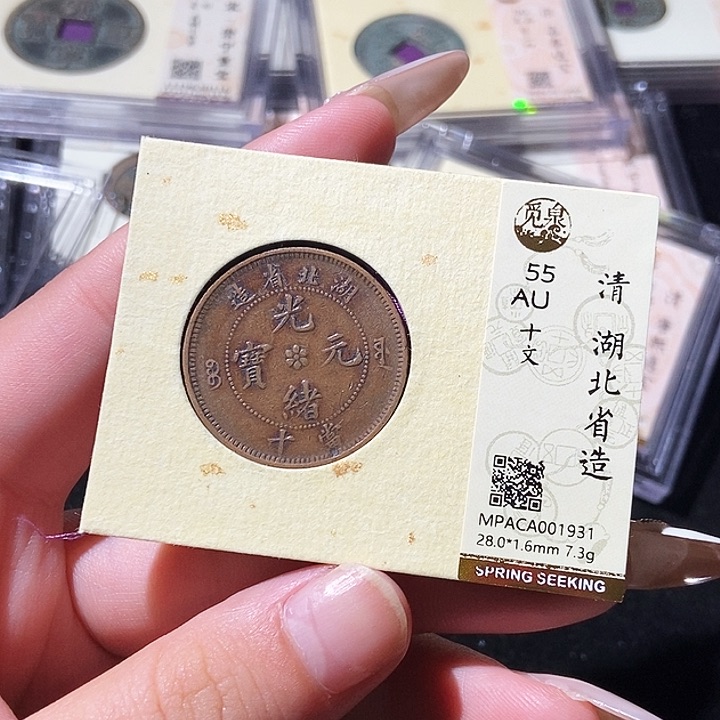 湖北省造
光緒元寶
當十
覓泉
55
AU
十文
清 湖北省造
MPACA001931
28.0*1.6mm 7.3g
SPRING SEEKING